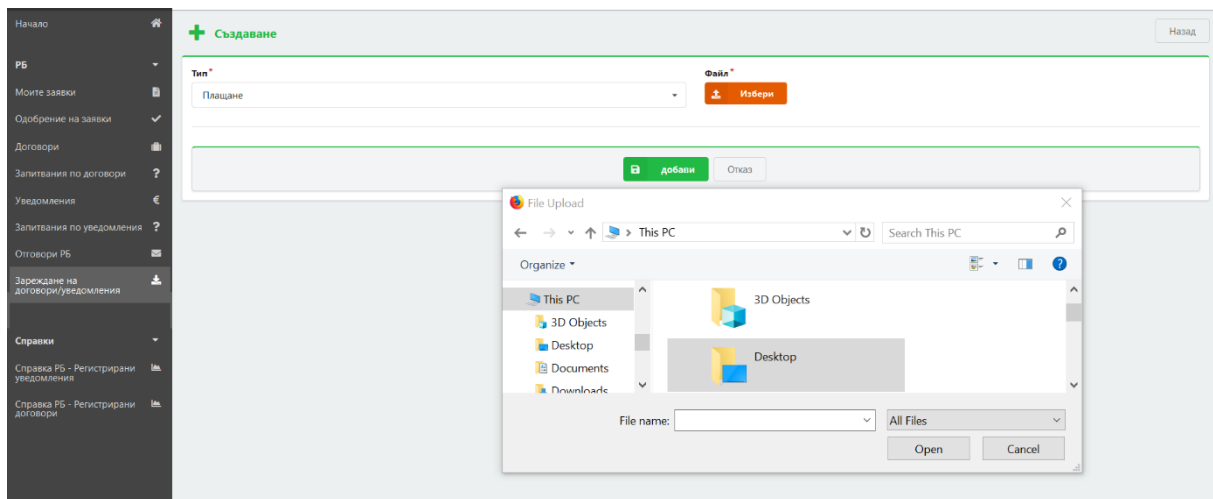 Начало
РБ
Моите заявки
Одобрение на заявки
Договори
Запитвания по договори
Уведомления
Запитвания по уведомления
Отговори РБ
Зареждане на
договори/уведомления
Справки
Справка РБ - Регистрирани
уведомления
Справка РБ - Регистрирани
договори
Създаване
Назад
Тип*
Файл*
Плащане
Избери
добави
Отказ
File Upload
This PC
Search This PC
Organize
This PC
3D Objects
Desktop
Documents
Downloads
3D Objects
Desktop
File name:
All Files
Open
Cancel